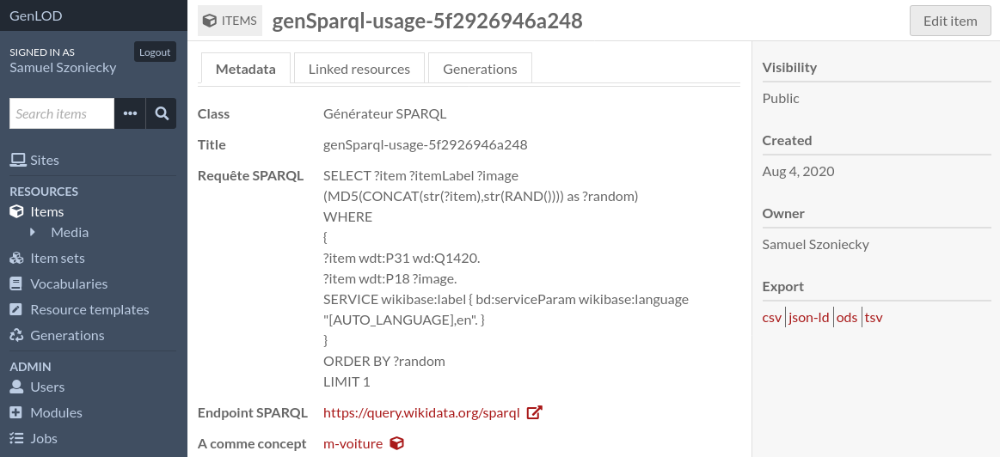 GenLOD
SIGNED IN AS
Samuel Szoniecky
Logout
Search items
Sites
RESOURCES
Items
Media
Item sets
Vocabularies
Resource templates
Generations
ADMIN
Users
Modules
Jobs
ITEMS
genSparql-usage-5f2926946a248
Edit item
Metadata
Linked resources
Generations
Class
Générateur SPARQL
Title
genSparql-usage-5f2926946a248
Requête SPARQL
SELECT ?item ?itemLabel ?image
(MD5(CONCAT(str(?item),str(RAND()))) as ?random)
WHERE
{
?item wdt:P31 wd:Q1420.
?item wdt:P18 ?image.
SERVICE wikibase:label { bd:serviceParam wikibase:language
"[AUTO_LANGUAGE],en". }
}
ORDER BY ?random
LIMIT 1
Endpoint SPARQL
https://query.wikidata.org/sparql
A comme concept
m-voiture
Visibility
Public
Created
Aug 4, 2020
Owner
Samuel Szoniecky
Export
csv json-ld ods tsv